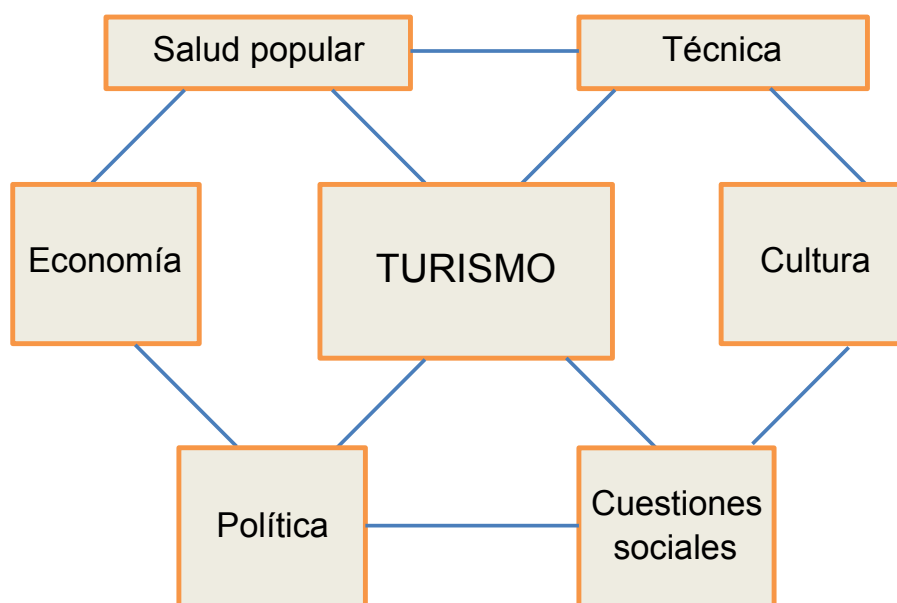 Salud popular
Técnica
Economía
TURISMO
Cultura
Política
Cuestiones
sociales